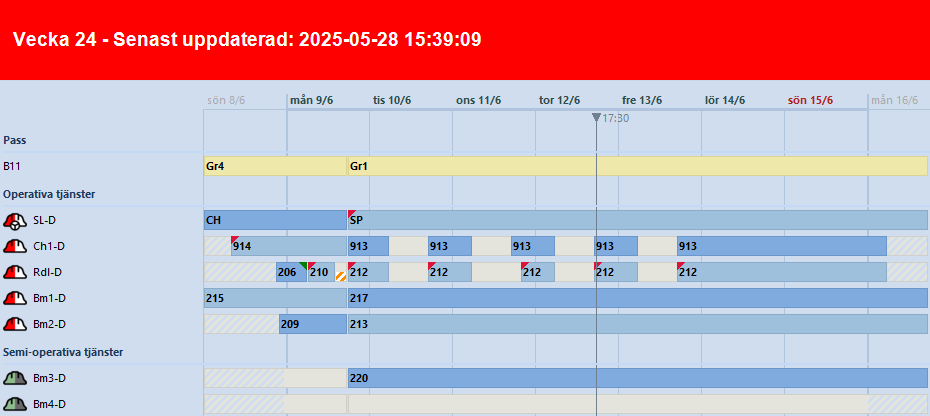 Vecka 24 - Senast uppdaterad: 2025-05-28 15:39:09
sön 8/6 mån 9/6 tis 10/6 ons 11/6 tor 12/6 fre 13/6 lör 14/6 sön 15/6 mån 16/6
17:30
Pass
B11 Gr4 Gr1
Operativa tjänster
SL-D CH SP
Ch1-D 914 913 913 913 913 913
Rdl-D 206 210 212 212 212 212 212
Bm1-D 215 217
Bm2-D 209 213
Semi-operativa tjänster
Bm3-D 220
Bm4-D